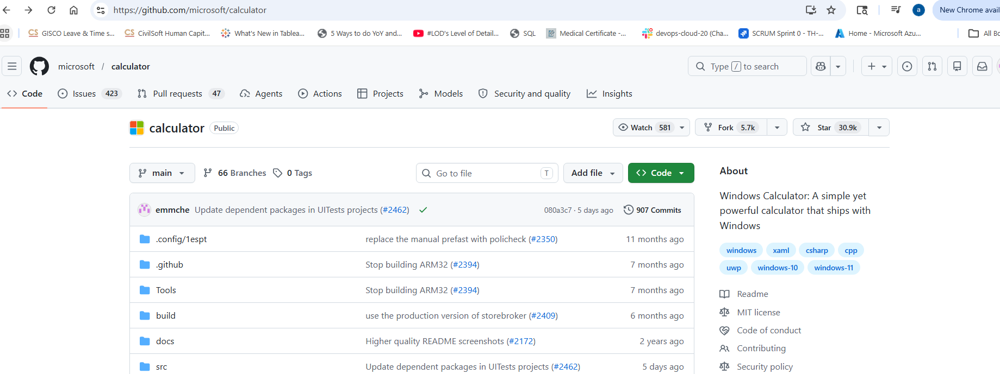 https://github.com/microsoft/calculator
New Chrome avai
GISCO Leave & Time s... CivilSoft Human Capit... What's New in Tableau... 5 Ways to do YoY and... #LOD's Level of Detail... SQL Medical Certificate -... devops-cloud-20 (Cha... SCRUM Sprint 0 - TH-... Home - Microsoft Azu... All Bo
microsoft / calculator
Type / to search
Code Issues 423 Pull requests 47 Agents Actions Projects Models Security and quality Insights
calculator Public
Watch 581 Fork 5.7k Star 30.9k
main 66 Branches 0 Tags
Go to file T Add file Code
emmche Update dependent packages in UITests projects (#2462) 080a3c7 · 5 days ago 907 Commits
.config/1espt replace the manual prefast with policheck (#2350) 11 months ago
.github Stop building ARM32 (#2394) 7 months ago
Tools Stop building ARM32 (#2394) 7 months ago
build use the production version of storebroker (#2409) 6 months ago
docs Higher quality README screenshots (#2172) 2 years ago
src Update dependent packages in UITests projects (#2462) 5 days ago
About
Windows Calculator: A simple yet
powerful calculator that ships with
Windows
windows xaml csharp cpp
uwp windows-10 windows-11
Readme
MIT license
Code of conduct
Contributing
Security policy